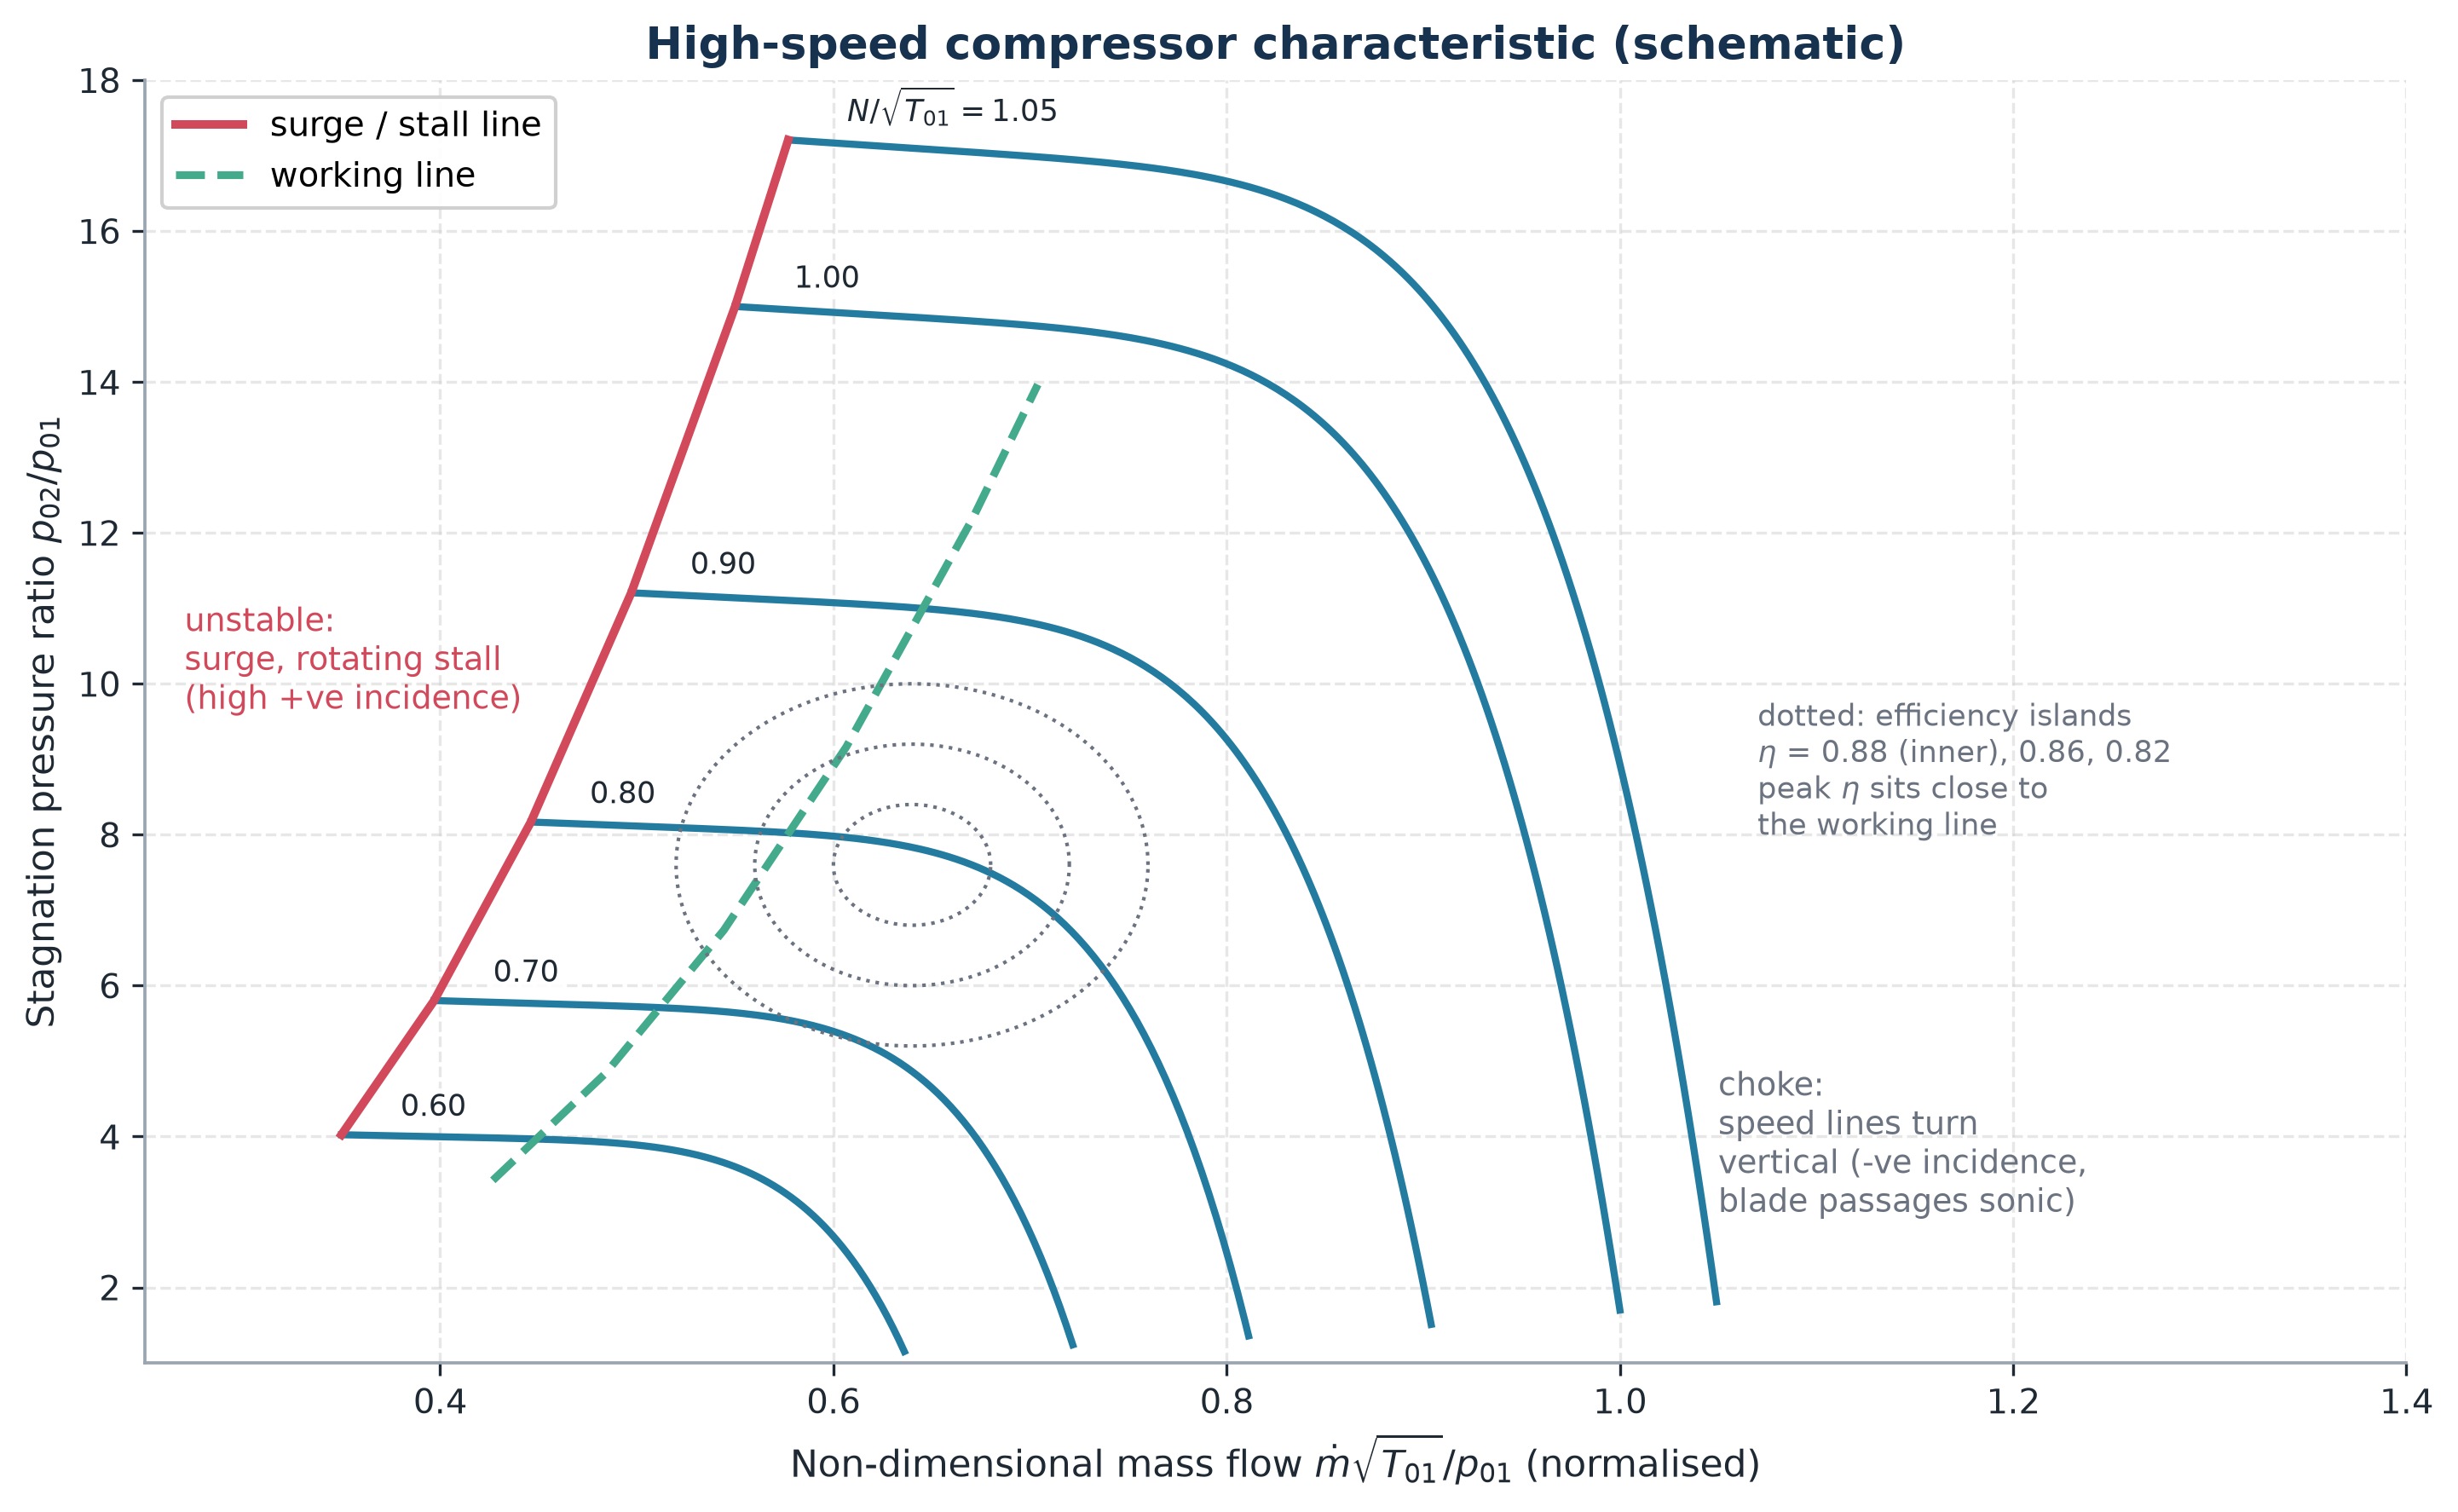 High-speed compressor characteristic (schematic)
surge / stall line
working line
N/√T₀₁ = 1.05
1.00
0.90
0.80
0.70
0.60
unstable:
surge, rotating stall
(high +ve incidence)
dotted: efficiency islands
η = 0.88 (inner), 0.86, 0.82
peak η sits close to
the working line
choke:
speed lines turn
vertical (-ve incidence,
blade passages sonic)
Stagnation pressure ratio p₀₂/p₀₁
18
16
14
12
10
8
6
4
2
0.4
0.6
0.8
1.0
1.2
1.4
Non-dimensional mass flow ṁ√T₀₁/p₀₁ (normalised)